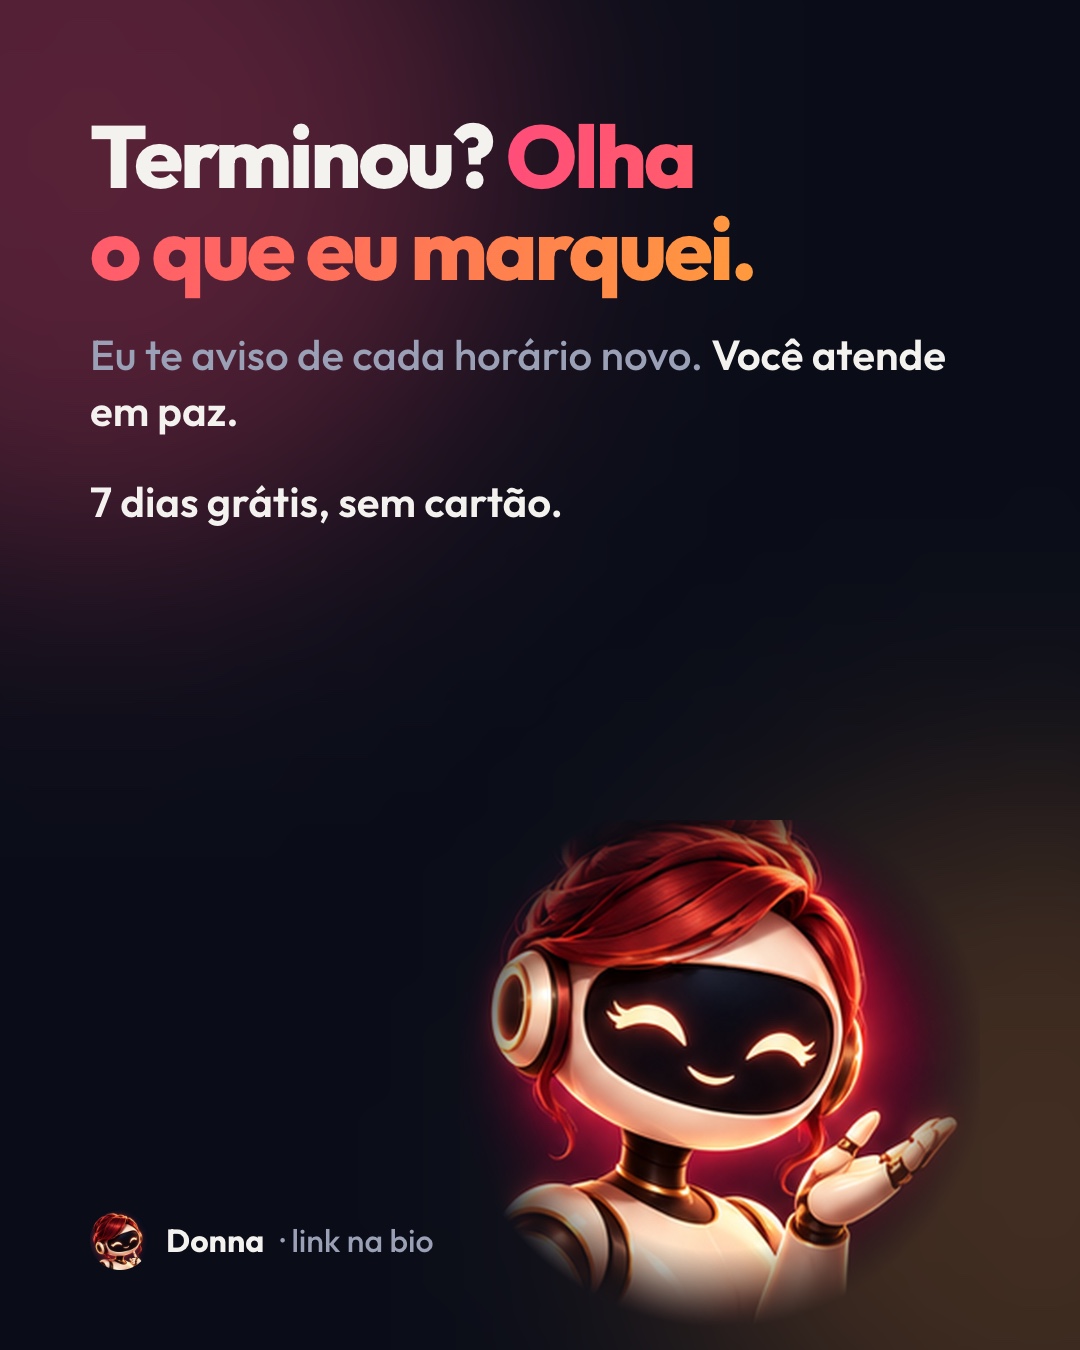 Terminou? Olha
o que eu marquei.
Eu te aviso de cada horário novo. Você atende
em paz.
7 dias grátis, sem cartão.
Donna · link na bio